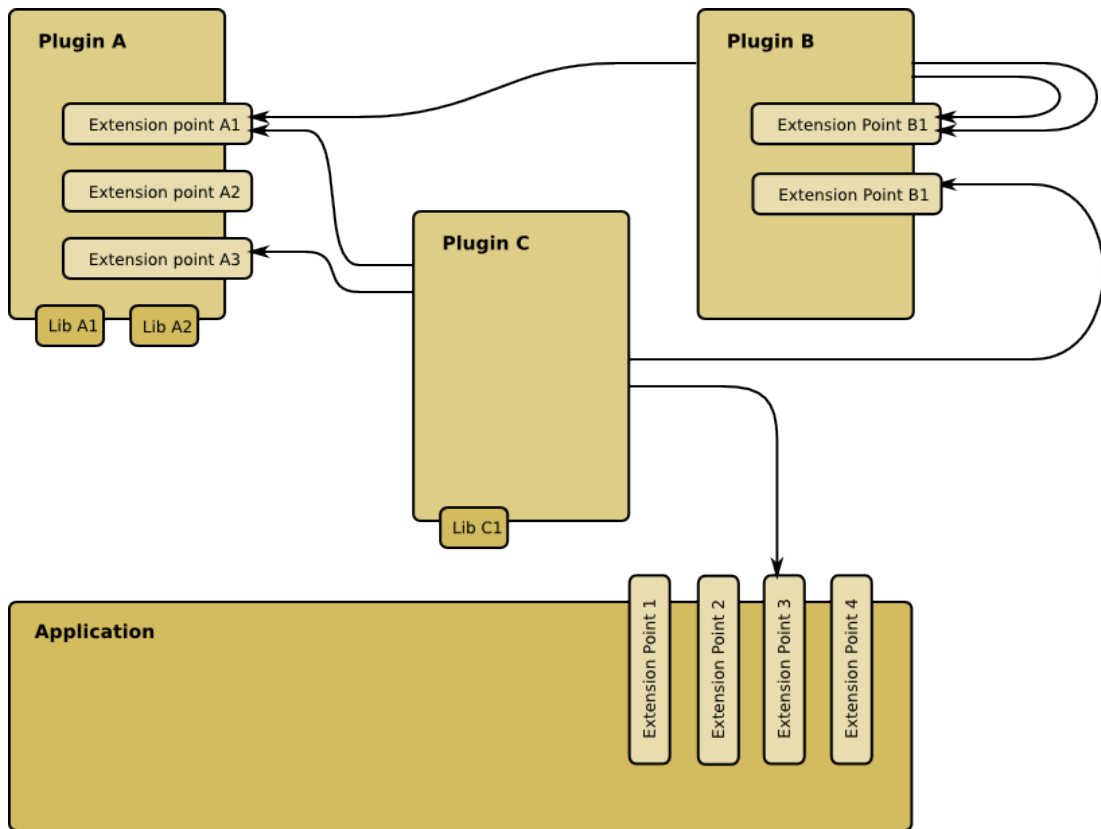 Plugin A
Extension point A1
Extension point A2
Extension point A3
Lib A1
Lib A2
Plugin B
Extension Point B1
Extension Point B1
Plugin C
Lib C1
Application
Extension Point 1
Extension Point 2
Extension Point 3
Extension Point 4